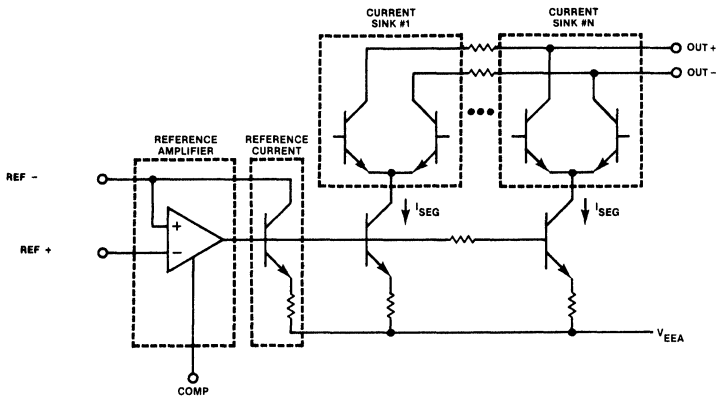 CURRENT
SINK #1
CURRENT
SINK #N
OUT+
OUT−
REFERENCE
AMPLIFIER
REFERENCE
CURRENT
REF −
+
REF +
−
I SEG
I SEG
V EEA
COMP